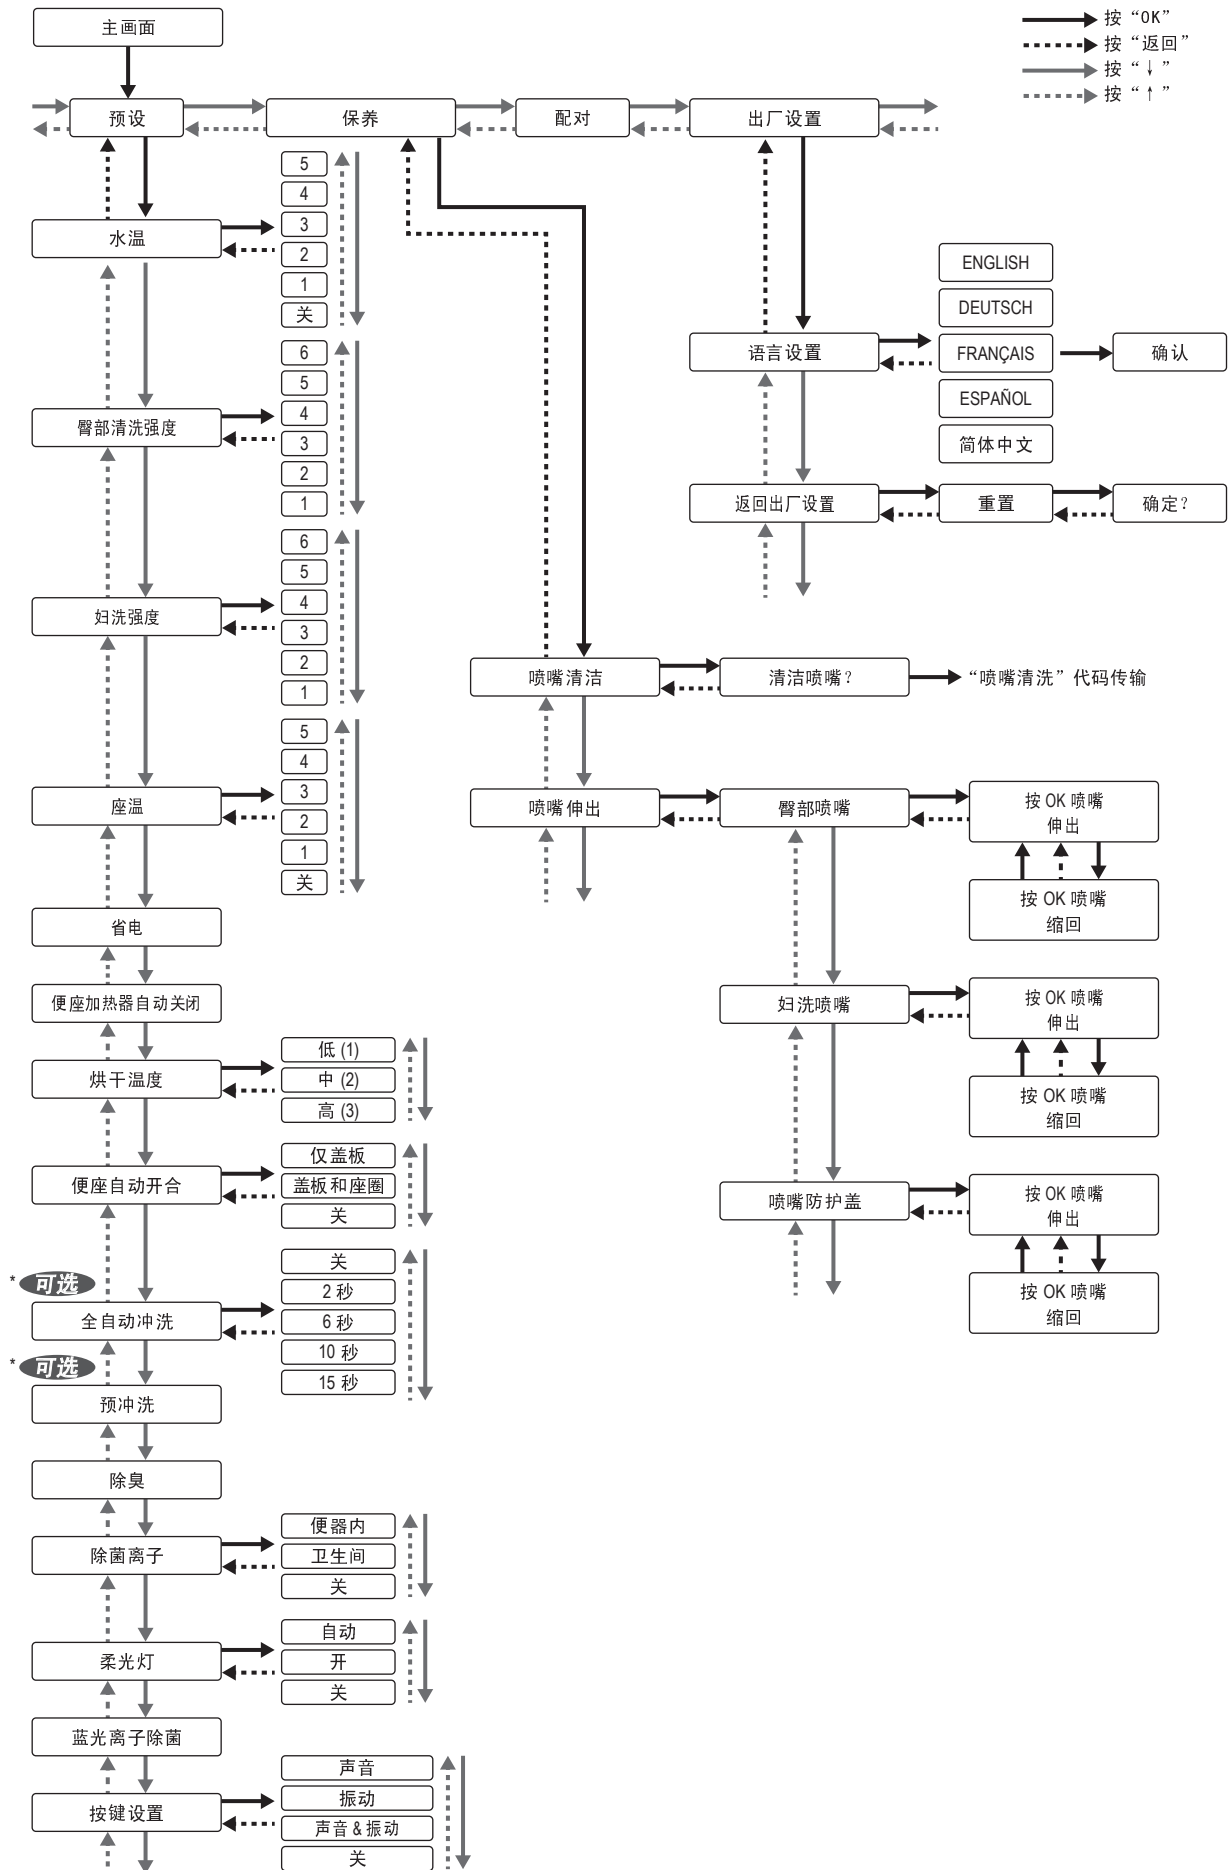 主画面
按“OK”
按“返回”
按“↓”
按“↑”
预设
保养
配对
出厂设置
水温
5
4
3
2
1
关
臀部清洗强度
6
5
4
3
2
1
妇洗强度
6
5
4
3
2
1
座温
5
4
3
2
1
关
省电
便座加热器自动关闭
烘干温度
低 (1)
中 (2)
高 (3)
便座自动开合
仅盖板
盖板和座圈
关
* 可选
全自动冲洗
关
2 秒
6 秒
10 秒
15 秒
* 可选
预冲洗
除臭
除菌离子
便器内
卫生间
关
柔光灯
自动
开
关
蓝光离子除菌
按键设置
声音
振动
声音 & 振动
关
喷嘴清洁
清洁喷嘴?
“喷嘴清洗”代码传输
喷嘴伸出
臀部喷嘴
按 OK 喷嘴
伸出
按 OK 喷嘴
缩回
妇洗喷嘴
按 OK 喷嘴
伸出
按 OK 喷嘴
缩回
喷嘴防护盖
按 OK 喷嘴
伸出
按 OK 喷嘴
缩回
语言设置
ENGLISH
DEUTSCH
FRANÇAIS
ESPAÑOL
简体中文
确认
返回出厂设置
重置
确定?